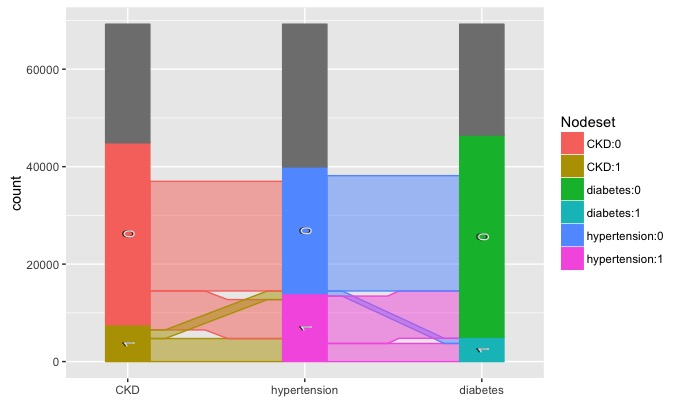 60000
40000
20000
0
count
0
1
0
1
0
1
CKD
hypertension
diabetes
Nodeset
CKD:0
CKD:1
diabetes:0
diabetes:1
hypertension:0
hypertension:1